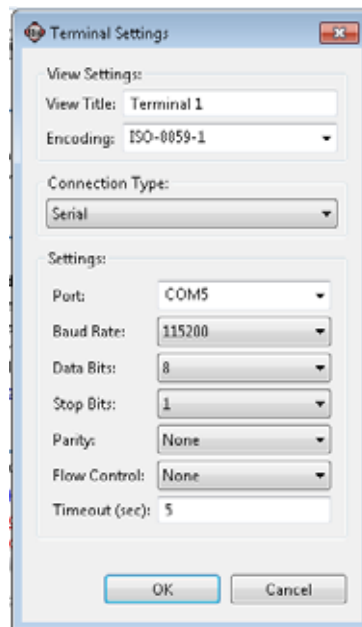 Terminal Settings
View Settings:
View Title: Terminal 1
Encoding: ISO-8859-1
Connection Type:
Serial
Settings:
Port: COM5
Baud Rate: 115200
Data Bits: 8
Stop Bits: 1
Parity: None
Flow Control: None
Timeout (sec): 5
OK Cancel